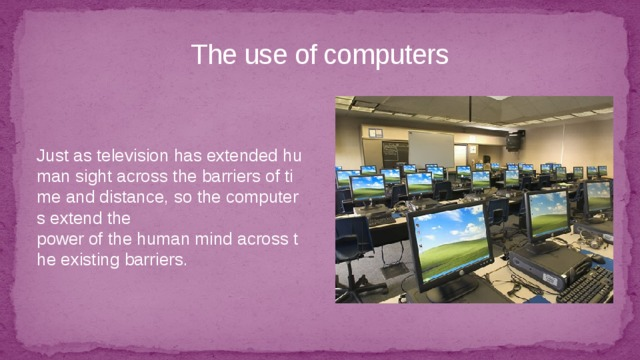 The use of computers
Just as television has extended hu
man sight across the barriers of ti
me and distance, so the computer
s extend the
power of the human mind across t
he existing barriers.